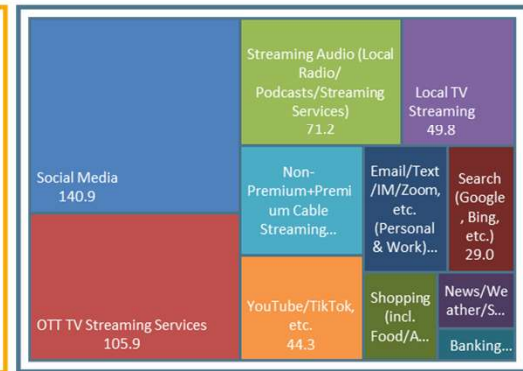 Social Media
140.9
OTT TV Streaming Services
105.9
Streaming Audio (Local
Radio/
Podcasts/Streaming
Services)
71.2
Local TV
Streaming
49.8
Non-
Premium+Premi
um Cable
Streaming...
YouTube/TikTok,
etc.
44.3
Email/Text
/IM/Zoom,
etc.
(Personal
& Work)...
Search
(Google
, Bing,
etc.)
29.0
Shopping
(incl.
Food/A...
News/We
ather/S...
Banking...